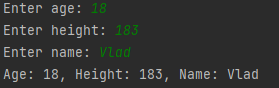 Enter age: 18
Enter height: 183
Enter name: Vlad
Age: 18, Height: 183, Name: Vlad